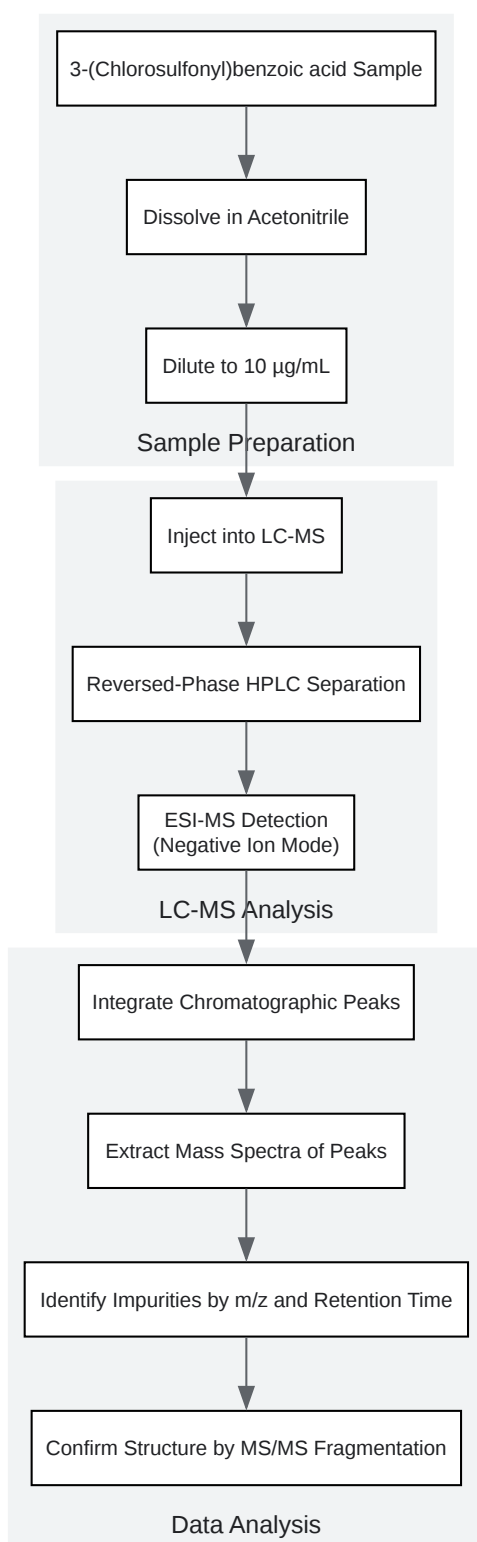 3-(Chlorosulfonyl)benzoic acid Sample
Dissolve in Acetonitrile
Dilute to 10 µg/mL
Sample Preparation
Inject into LC-MS
Reversed-Phase HPLC Separation
ESI-MS Detection
(Negative Ion Mode)
LC-MS Analysis
Integrate Chromatographic Peaks
Extract Mass Spectra of Peaks
Identify Impurities by m/z and Retention Time
Confirm Structure by MS/MS Fragmentation
Data Analysis